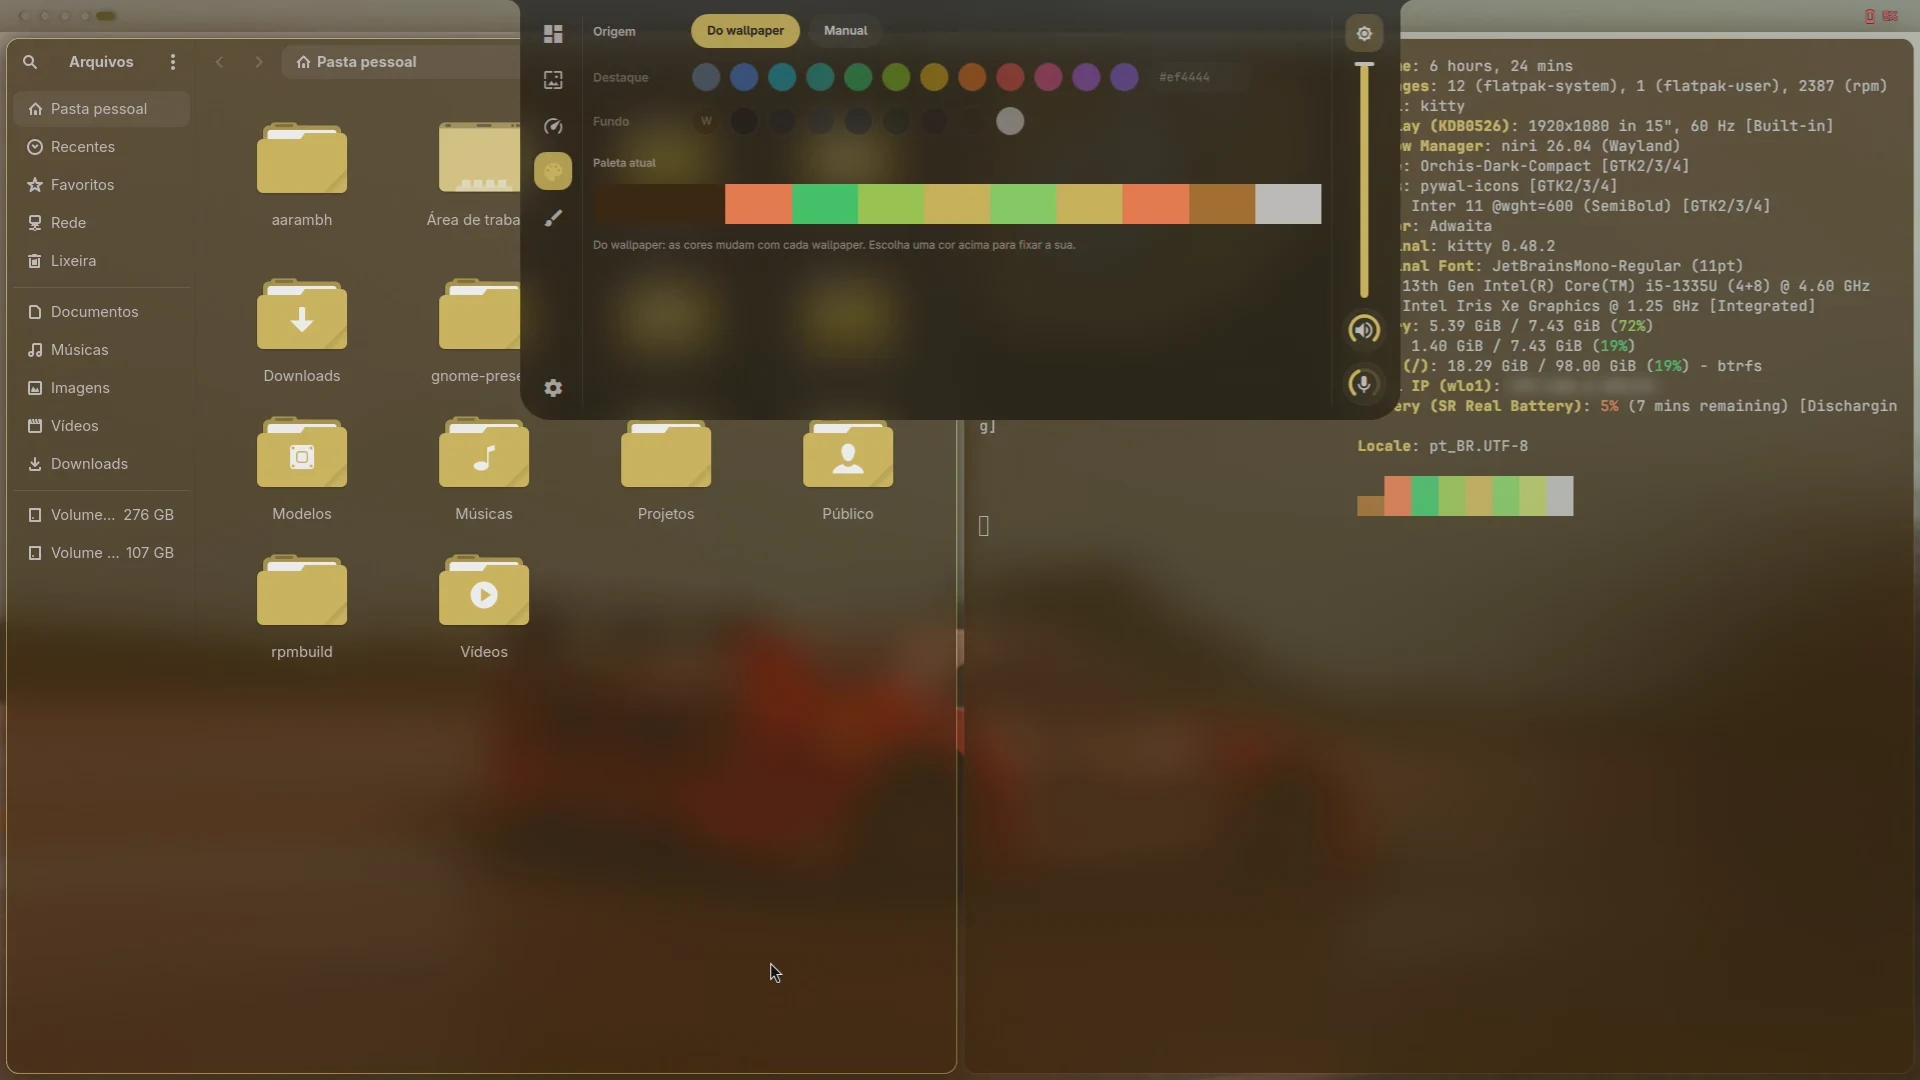 5%
Arquivos
Pasta pessoal
Pasta pessoal
Recentes
Favoritos
Rede
Lixeira
Documentos
Músicas
Imagens
Vídeos
Downloads
Volume... 276 GB
Volume ... 107 GB
aarambh
Área de traba
Downloads
gnome-prese
Modelos
Músicas
Projetos
Público
rpmbuild
Vídeos
Origem
Do wallpaper
Manual
Destaque
#ef4444
Fundo
W
Paleta atual
Do wallpaper: as cores mudam com cada wallpaper. Escolha uma cor acima para fixar a sua.
e: 6 hours, 24 mins
ges: 12 (flatpak-system), 1 (flatpak-user), 2387 (rpm)
: kitty
ay (KDB0526): 1920x1080 in 15", 60 Hz [Built-in]
w Manager: niri 26.04 (Wayland)
: Orchis-Dark-Compact [GTK2/3/4]
: pywal-icons [GTK2/3/4]
Inter 11 @wght=600 (SemiBold) [GTK2/3/4]
r: Adwaita
nal: kitty 0.48.2
nal Font: JetBrainsMono-Regular (11pt)
13th Gen Intel(R) Core(TM) i5-1335U (4+8) @ 4.60 GHz
Intel Iris Xe Graphics @ 1.25 GHz [Integrated]
y: 5.39 GiB / 7.43 GiB (72%)
1.40 GiB / 7.43 GiB (19%)
(/): 18.29 GiB / 98.00 GiB (19%) - btrfs
IP (wlo1):
ery (SR Real Battery): 5% (7 mins remaining) [Dischargin
g]
Locale: pt_BR.UTF-8